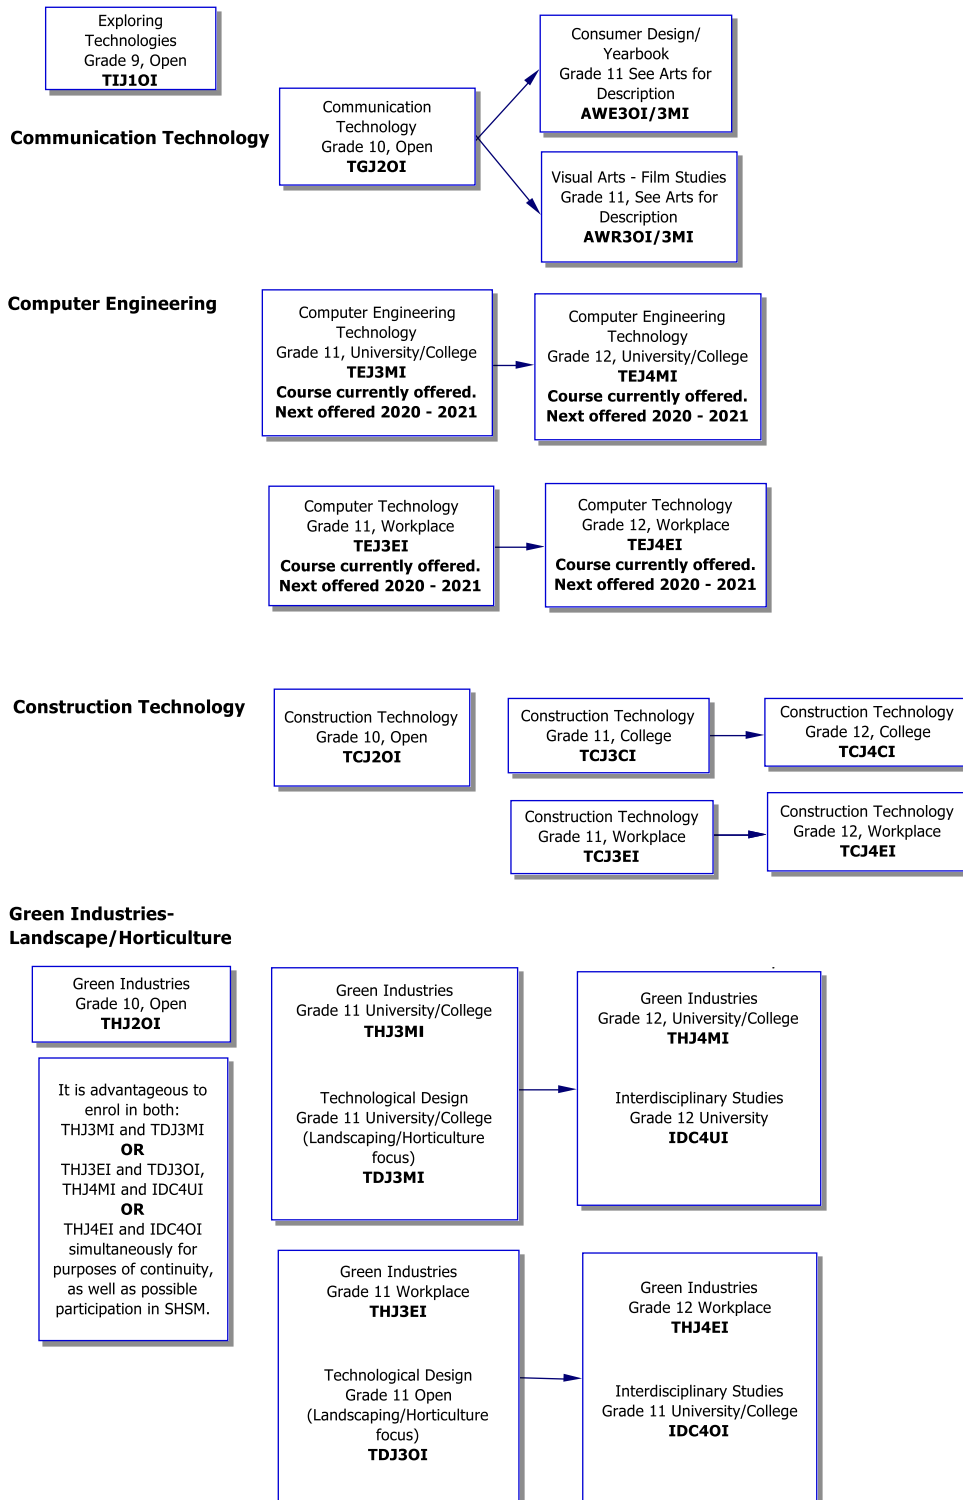 Exploring
Technologies
Grade 9, Open
TIJ1OI
Communication Technology
Communication
Technology
Grade 10, Open
TGJ2OI
Consumer Design/
Yearbook
Grade 11 See Arts for
Description
AWE3OI/3MI
Visual Arts - Film Studies
Grade 11, See Arts for
Description
AWR3OI/3MI
Computer Engineering
Computer Engineering
Technology
Grade 11, University/College
TEJ3MI
Course currently offered.
Next offered 2020 - 2021
Computer Engineering
Technology
Grade 12, University/College
TEJ4MI
Course currently offered.
Next offered 2020 - 2021
Computer Technology
Grade 11, Workplace
TEJ3EI
Course currently offered.
Next offered 2020 - 2021
Computer Technology
Grade 12, Workplace
TEJ4EI
Course currently offered.
Next offered 2020 - 2021
Construction Technology
Construction Technology
Grade 10, Open
TCJ2OI
Construction Technology
Grade 11, College
TCJ3CI
Construction Technology
Grade 12, College
TCJ4CI
Construction Technology
Grade 11, Workplace
TCJ3EI
Construction Technology
Grade 12, Workplace
TCJ4EI
Green Industries-
Landscape/Horticulture
Green Industries
Grade 10, Open
THJ2OI
It is advantageous to
enrol in both:
THJ3MI and TDJ3MI
OR
THJ3EI and TDJ3OI,
THJ4MI and IDC4UI
OR
THJ4EI and IDC4OI
simultaneously for
purposes of continuity,
as well as possible
participation in SHSM.
Green Industries
Grade 11 University/College
THJ3MI
Technological Design
Grade 11 University/College
(Landscaping/Horticulture
focus)
TDJ3MI
Green Industries
Grade 12, University/College
THJ4MI
Interdisciplinary Studies
Grade 12 University
IDC4UI
Green Industries
Grade 11 Workplace
THJ3EI
Technological Design
Grade 11 Open
(Landscaping/Horticulture
focus)
TDJ3OI
Green Industries
Grade 12 Workplace
THJ4EI
Interdisciplinary Studies
Grade 11 University/College
IDC4OI